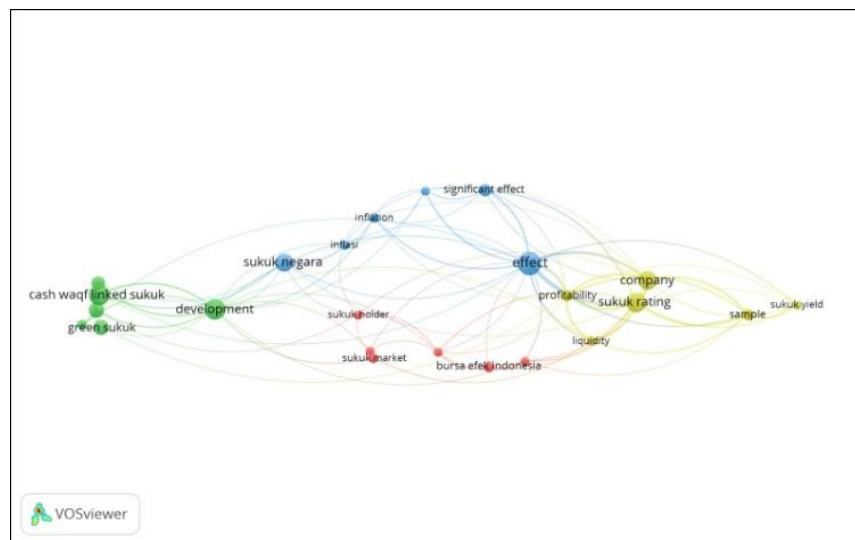 significant effect
inflation
inflasi
sukuk negara
effect
company
cash waqf linked sukuk
profitability
sukuk rating
sukuk yield
development
sukuk holder
sample
green sukuk
liquidity
sukuk market
bursa efek indonesia
VOSviewer